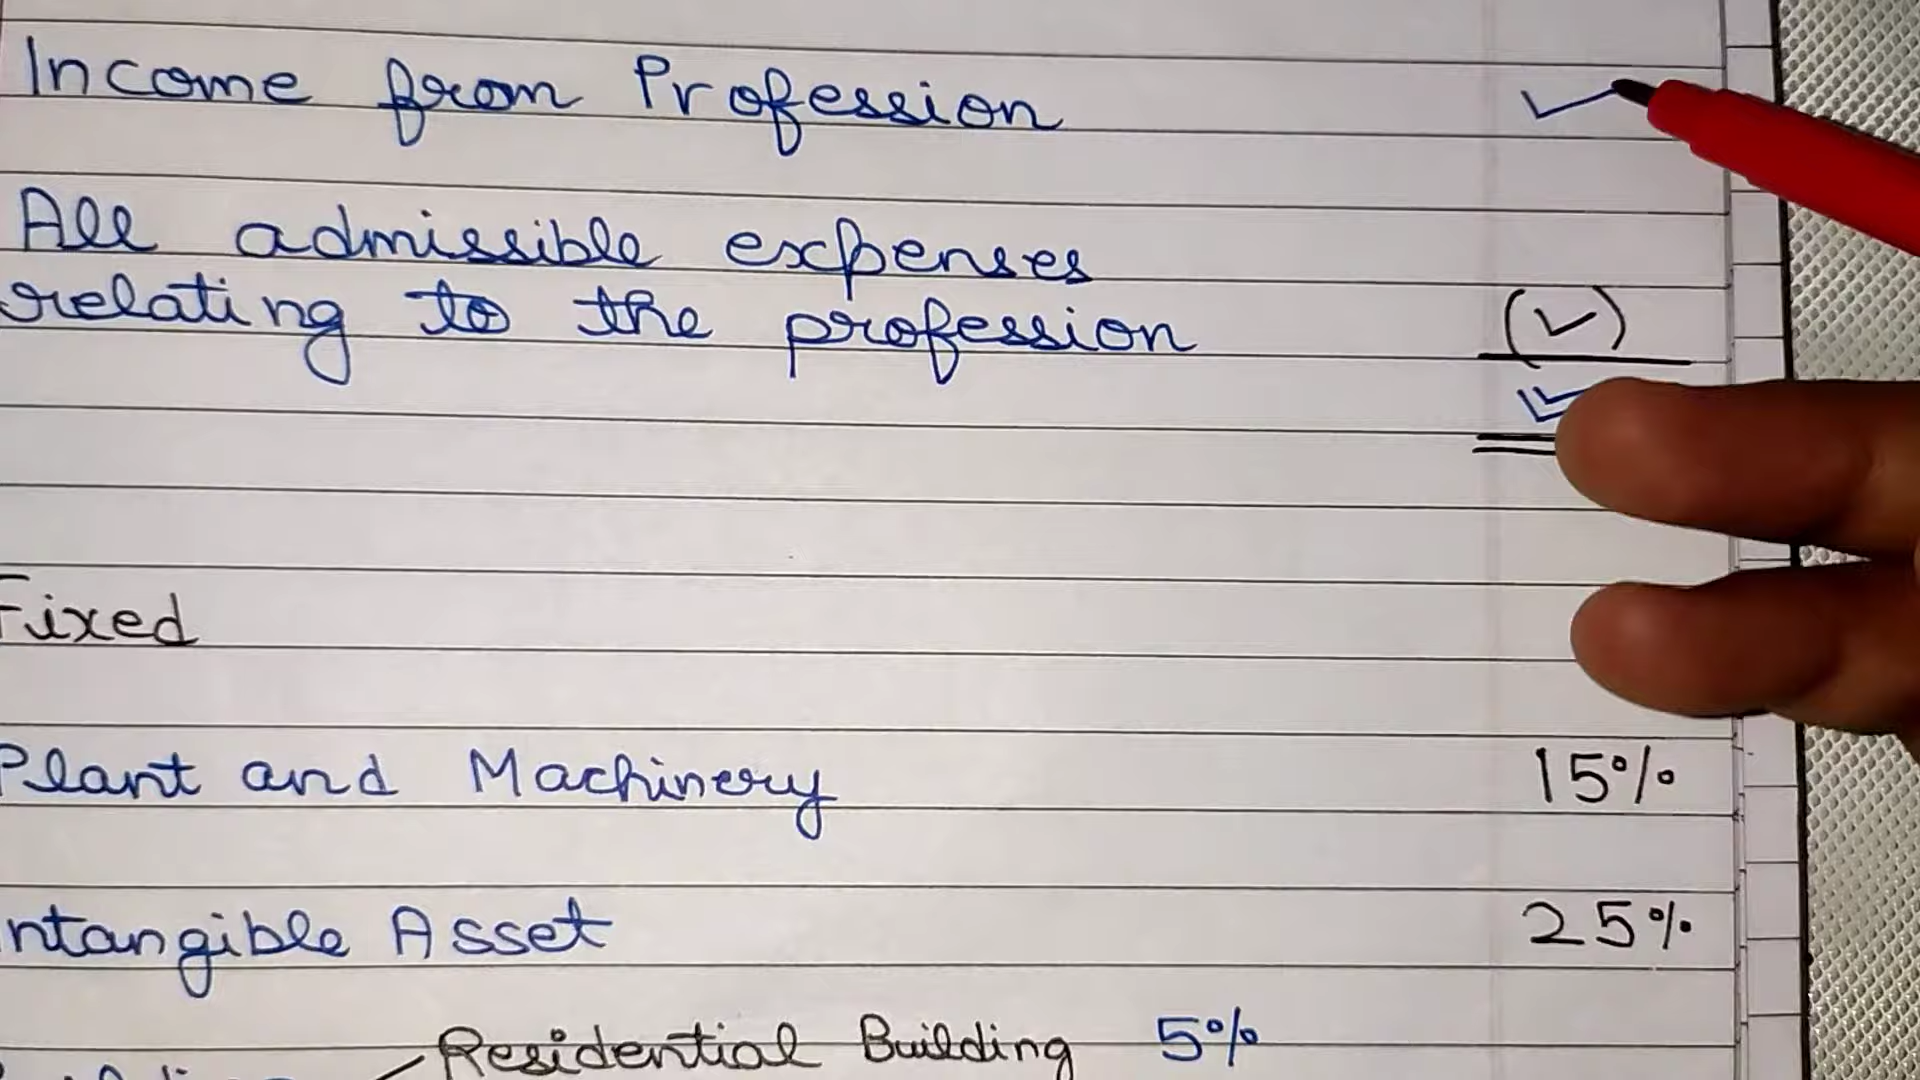 Income from Profession ✓
All admissible expenses
relating to the profession (✓)
Fixed
Plant and Machinery 15%
ntangible Asset 25%
Residential Building 5%